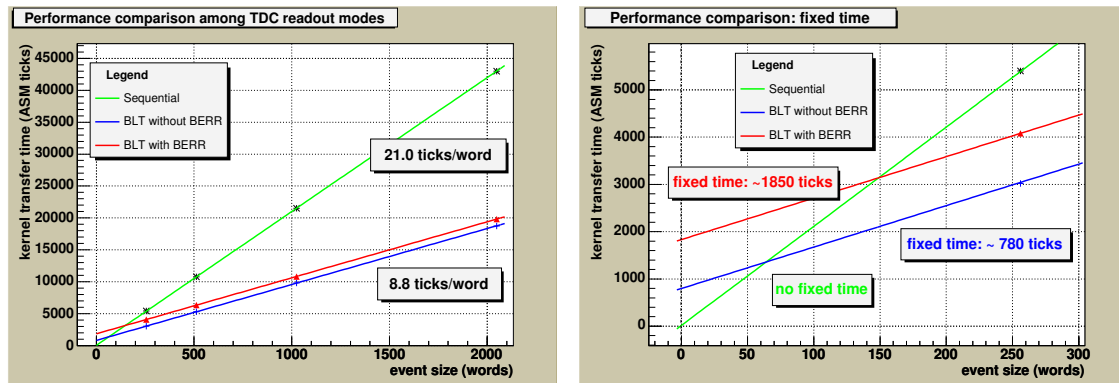 Performance comparison among TDC readout modes
kernel transfer time (ASM ticks)
45000
40000
35000
30000
25000
20000
15000
10000
5000
0
Legend
Sequential
BLT without BERR
BLT with BERR
21.0 ticks/word
8.8 ticks/word
0 500 1000 1500 2000
event size (words)
Performance comparison: fixed time
kernel transfer time (ASM ticks)
5000
4000
3000
2000
1000
0
Legend
Sequential
BLT without BERR
BLT with BERR
fixed time: ~1850 ticks
fixed time: ~ 780 ticks
no fixed time
0 50 100 150 200 250 300
event size (words)